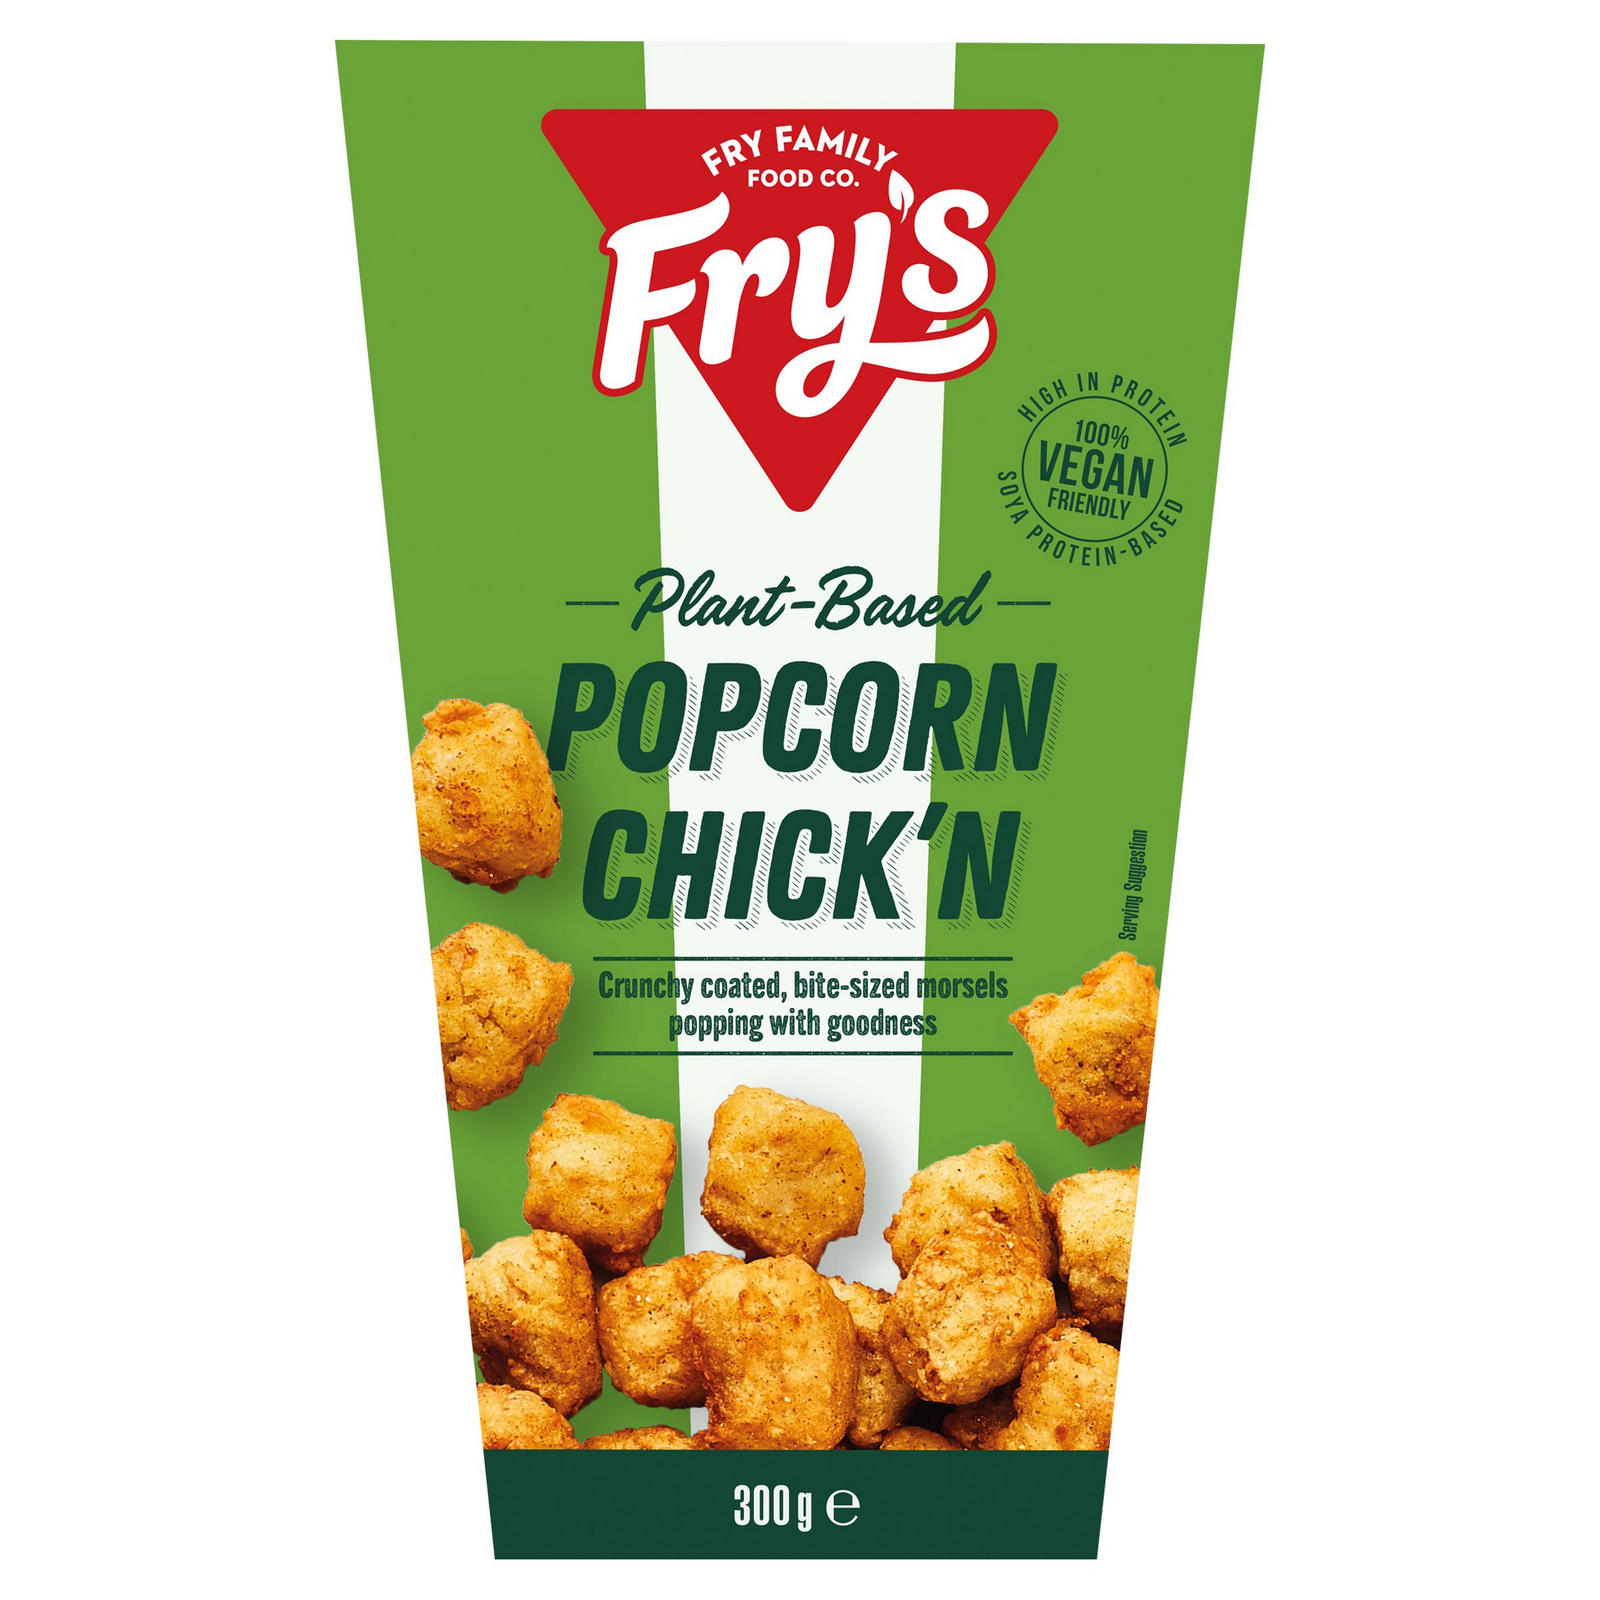 FRY FAMILY
FOOD CO.
Fry's
HIGH IN PROTEIN
100%
VEGAN
FRIENDLY
SOYA PROTEIN-BASED
Plant-Based
POPCORN
CHICK'N
Serving Suggestion
Crunchy coated, bite-sized morsels
popping with goodness
300g ℮